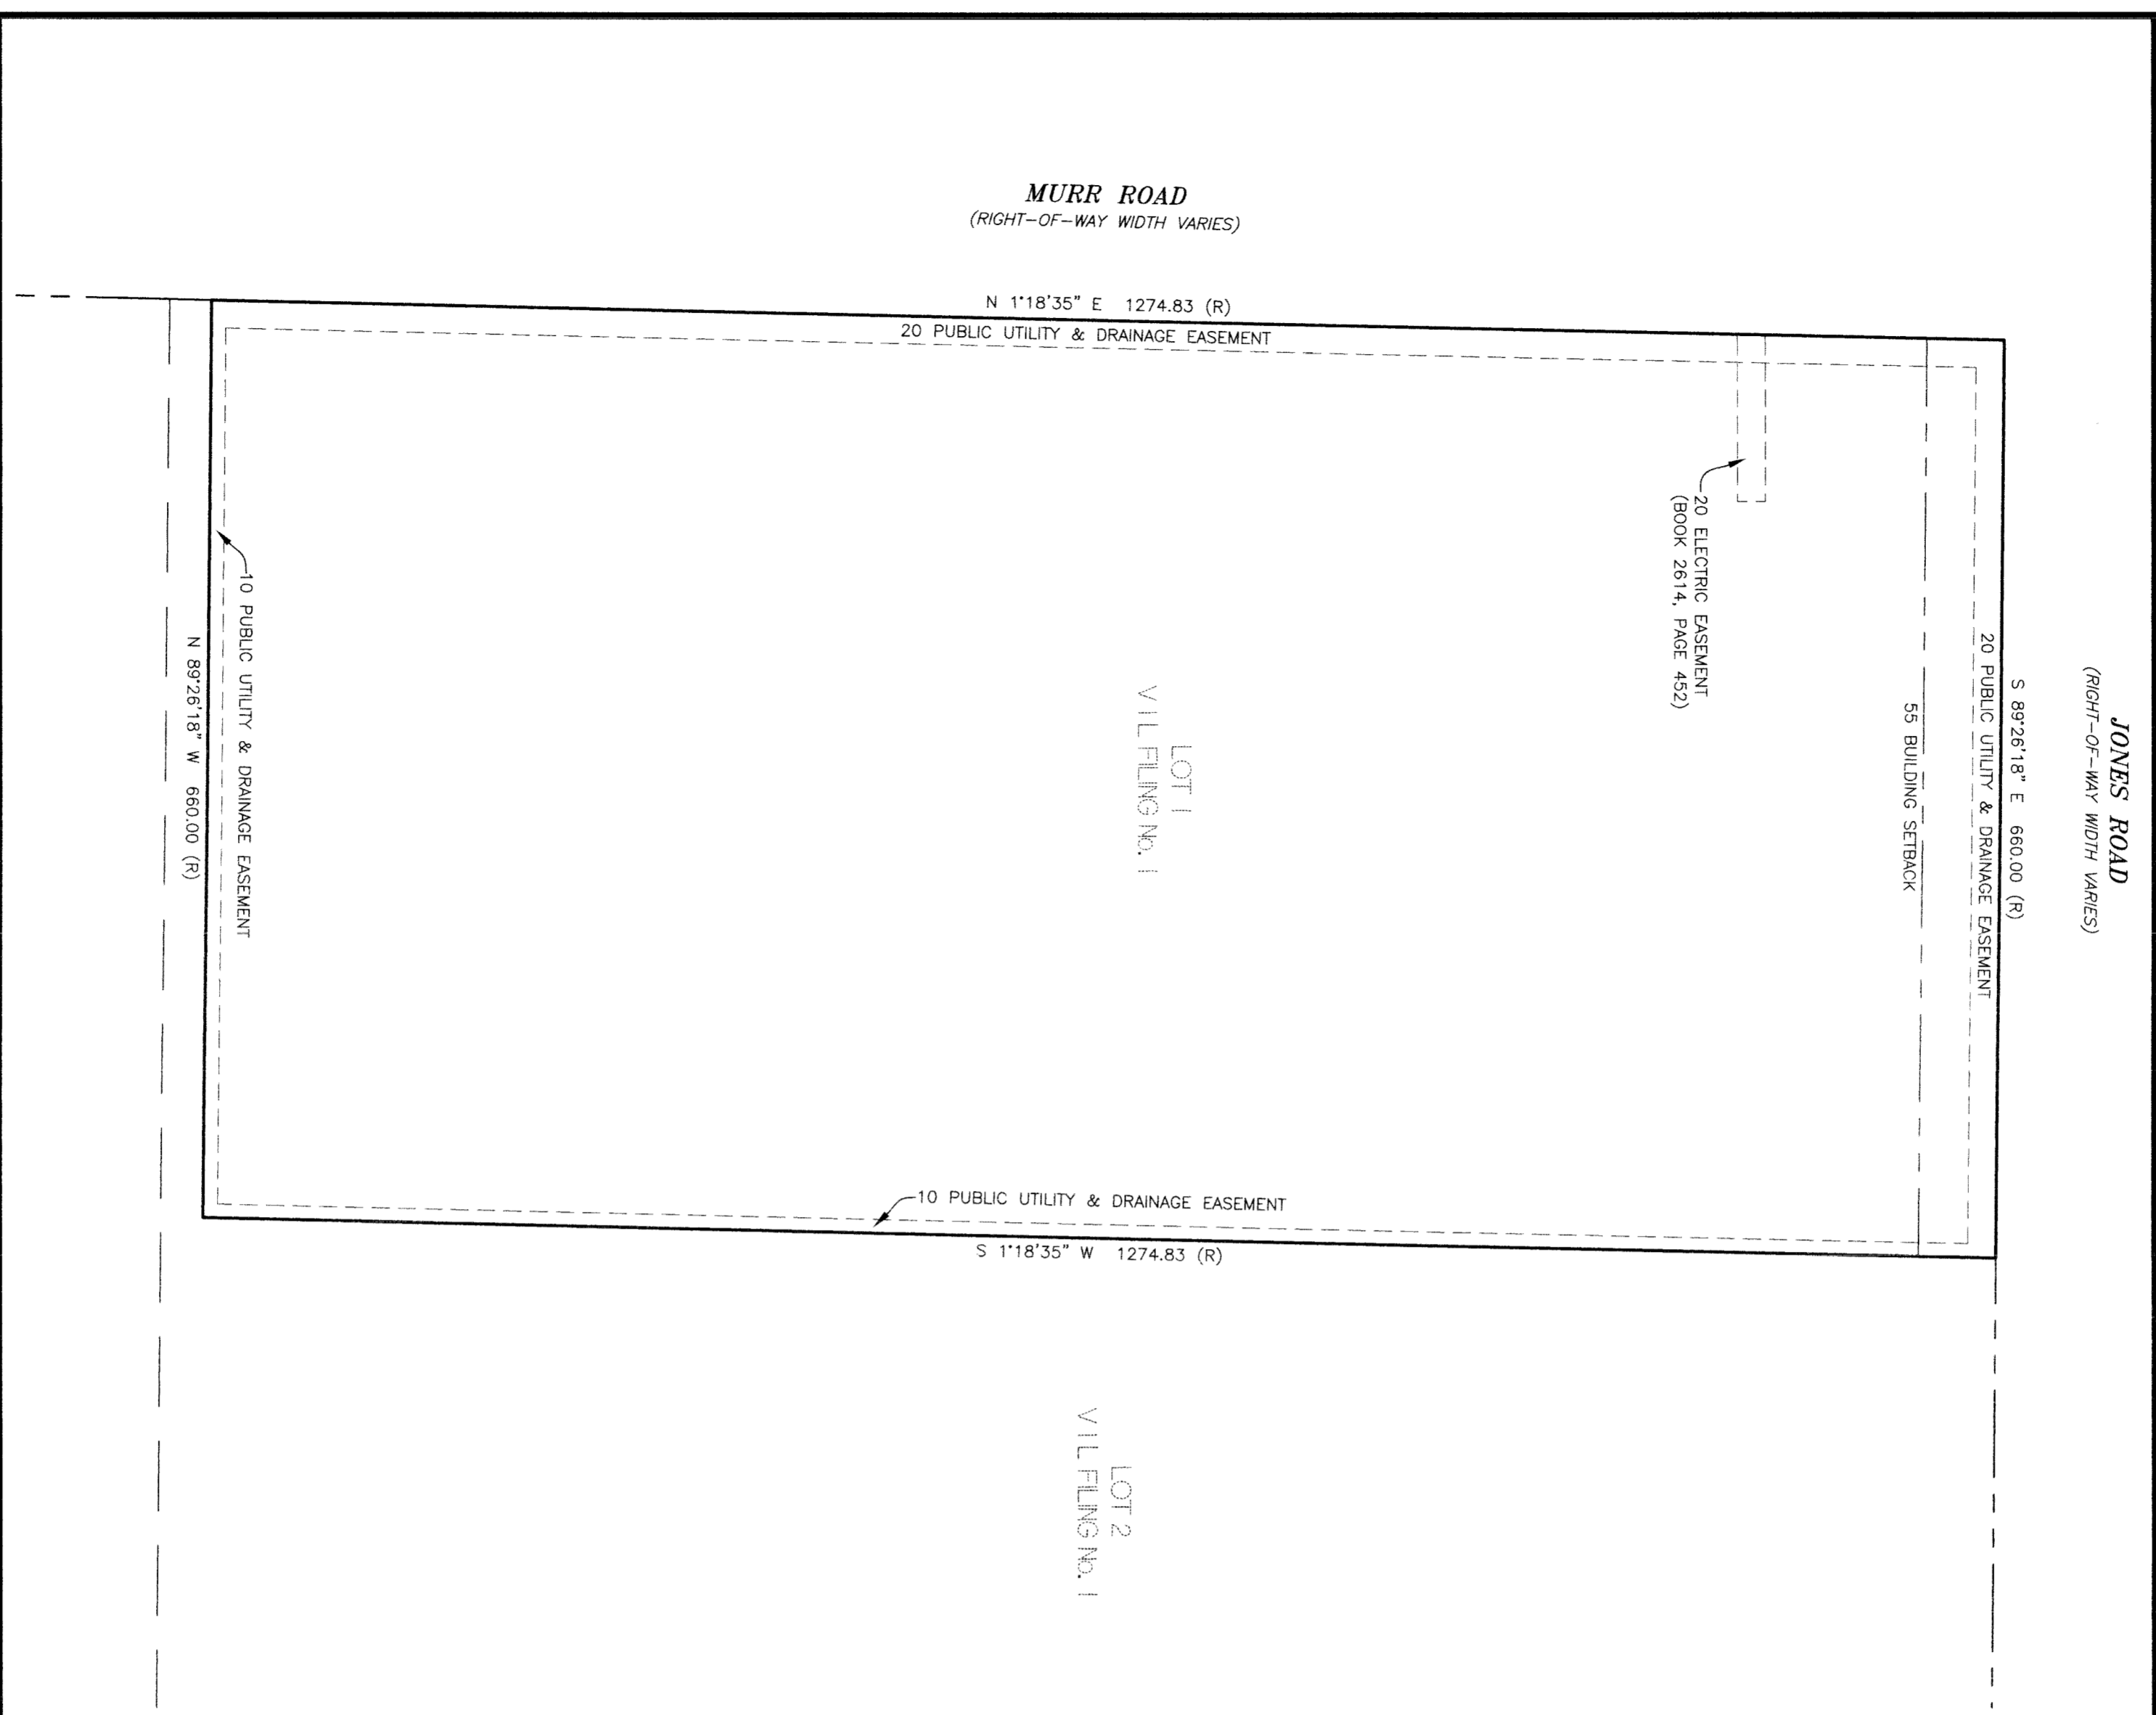 MURR ROAD
(RIGHT-OF-WAY WIDTH VARIES)
N 1°18'35" E 1274.83 (R)
20 PUBLIC UTILITY & DRAINAGE EASEMENT
JONES ROAD
(RIGHT-OF-WAY WIDTH VARIES)
S 89°26'18" E 660.00 (R)
20 PUBLIC UTILITY & DRAINAGE EASEMENT
55 BUILDING SETBACK
20 ELECTRIC EASEMENT
(BOOK 2614, PAGE 452)
LOT 1
V I L FILING No. 1
10 PUBLIC UTILITY & DRAINAGE EASEMENT
N 89°26'18" W 660.00 (R)
10 PUBLIC UTILITY & DRAINAGE EASEMENT
S 1°18'35" W 1274.83 (R)
LOT 2
V I L FILING No. 1